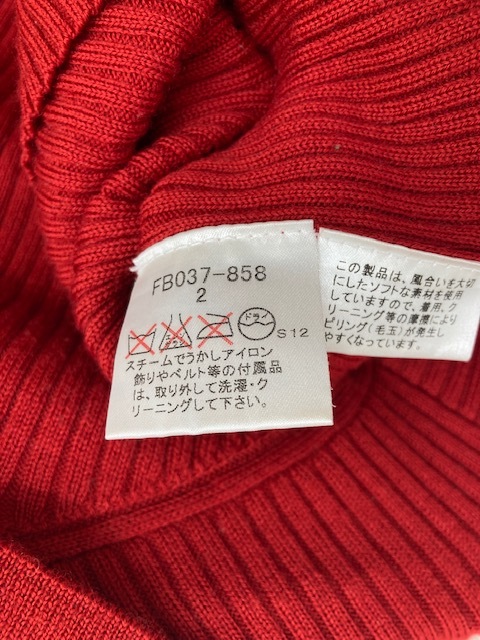 FB037-858
2
ドライ
S12
スチームでうかしアイロン
飾りやベルト等の付属品
は、取り外して洗濯・ク
リーニングして下さい。
この製品は、風合いを大切
にしたソフトな素材を使用
していますので、着用、ク
リーニング等の摩擦により
ピリング(毛玉)が発生し
やすくなっています。